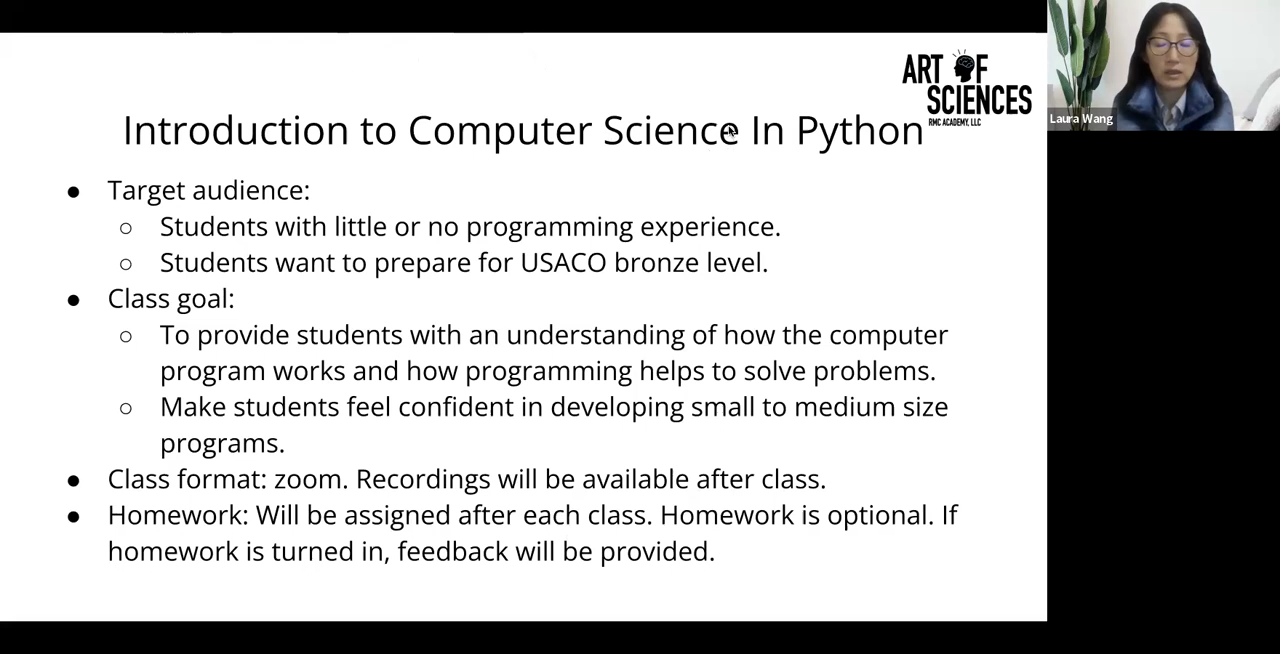 ART OF
SCIENCES
RMC ACADEMY, LLC
Laura Wang
Introduction to Computer Science In Python
● Target audience:
○ Students with little or no programming experience.
○ Students want to prepare for USACO bronze level.
● Class goal:
○ To provide students with an understanding of how the computer
program works and how programming helps to solve problems.
○ Make students feel confident in developing small to medium size
programs.
● Class format: zoom. Recordings will be available after class.
● Homework: Will be assigned after each class. Homework is optional. If
homework is turned in, feedback will be provided.